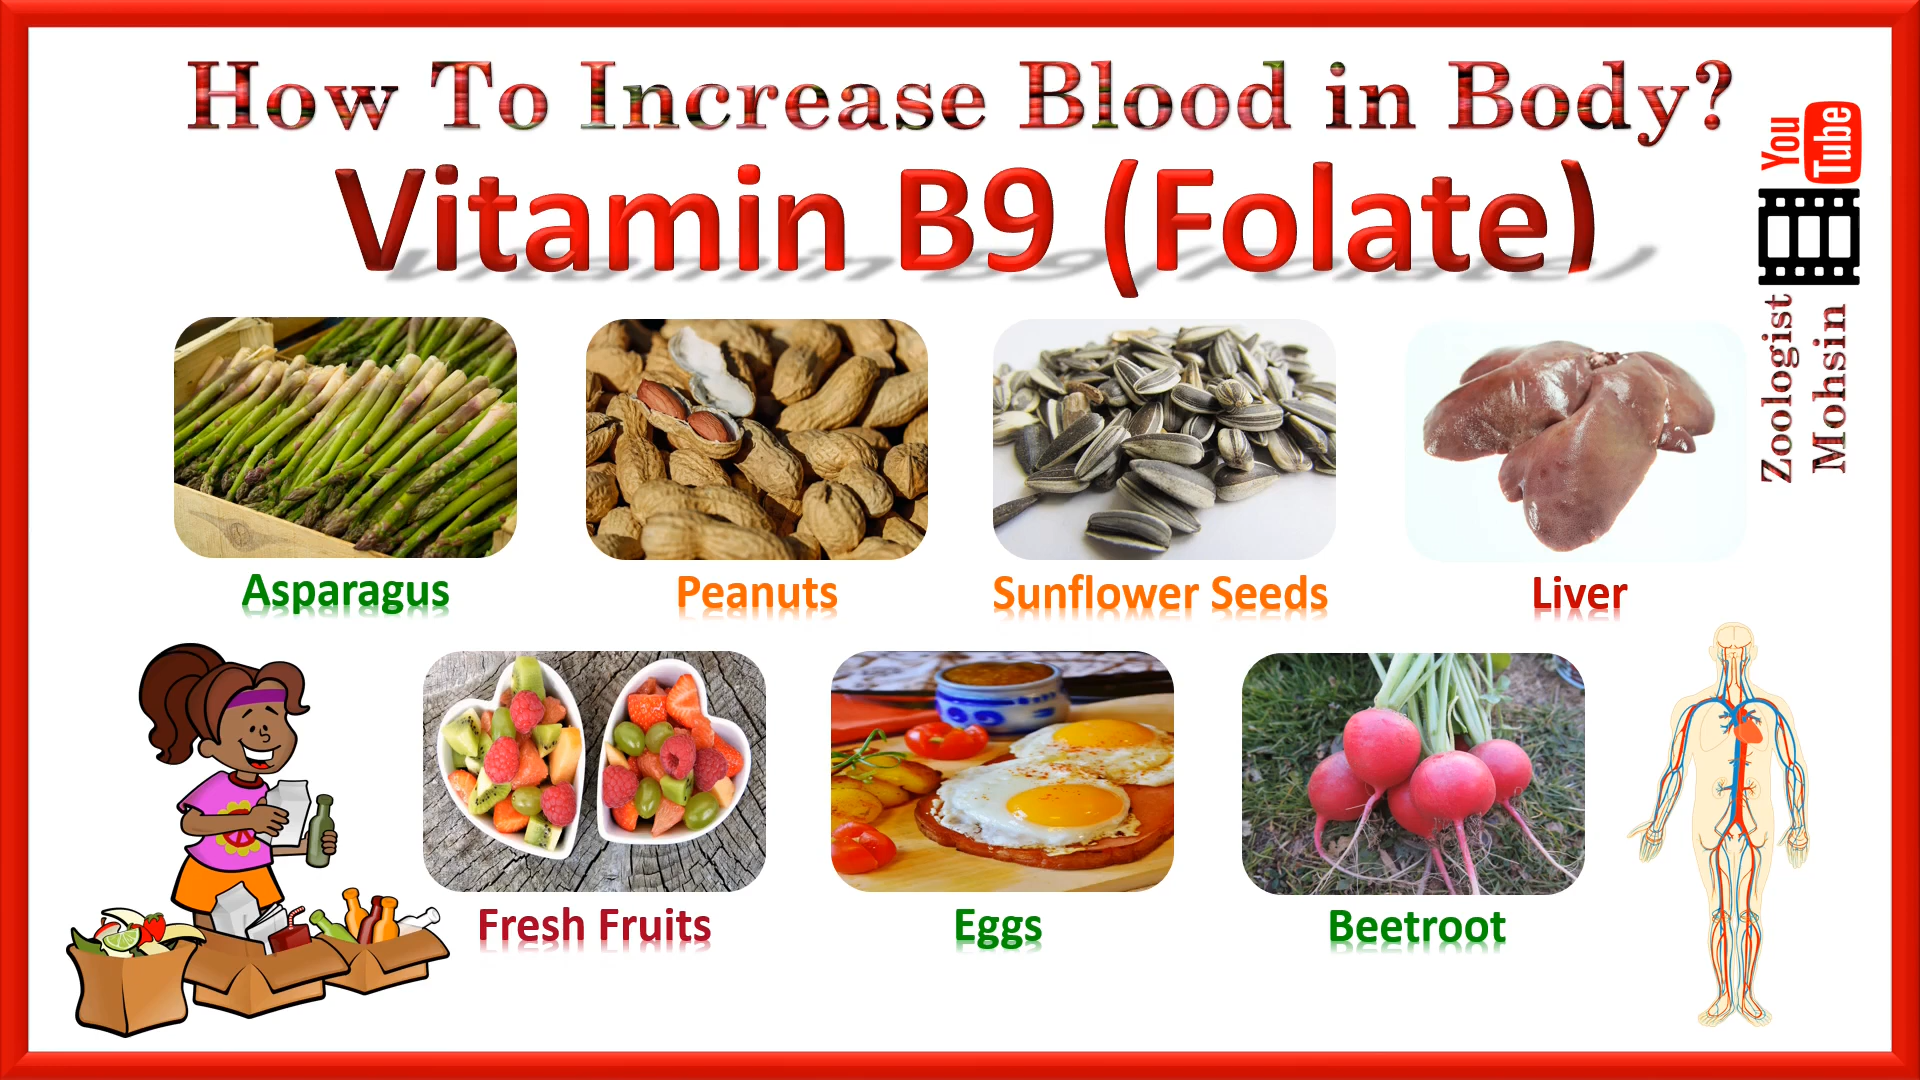 How To Increase Blood in Body?
Vitamin B9 (Folate)
You
Tube
Zoologist
Mohsin
Asparagus
Peanuts
Sunflower Seeds
Liver
Fresh Fruits
Eggs
Beetroot